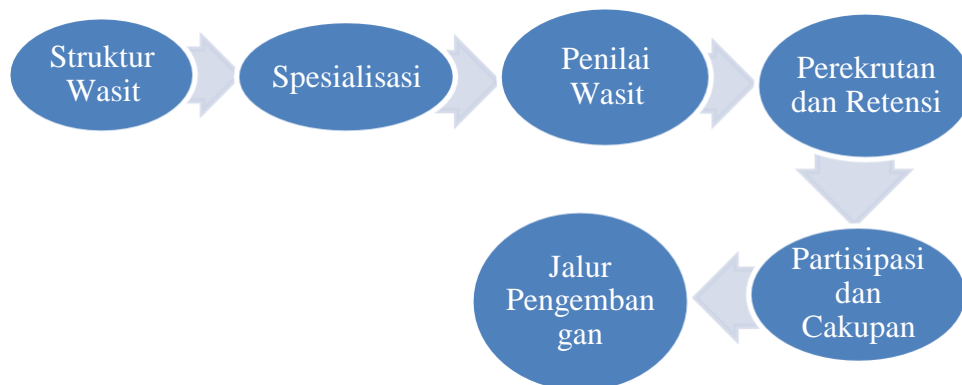 Struktur
Wasit
Spesialisasi
Penilai
Wasit
Perekrutan
dan Retensi
Partisipasi
dan
Cakupan
Jalur
Pengemban
gan